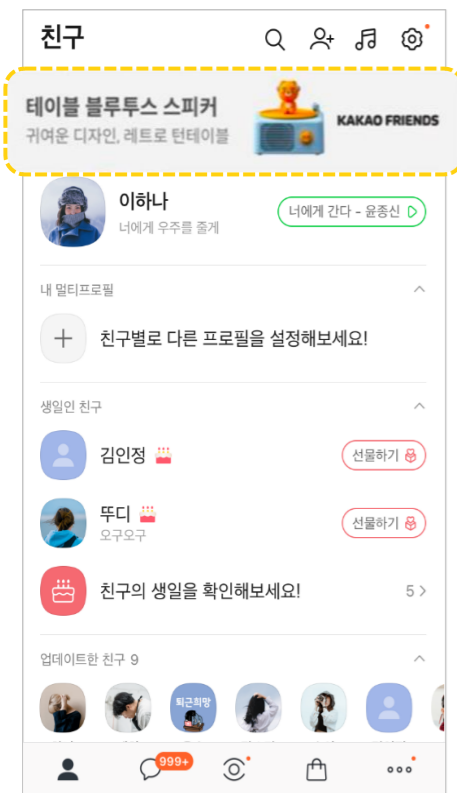 친구
테이블 블루투스 스피커
귀여운 디자인, 레트로 턴테이블
KAKAO FRIENDS
이하나
너에게 우주를 줄게
너에게 간다 - 윤종신
내 멀티프로필
친구별로 다른 프로필을 설정해보세요!
생일인 친구
김인정
선물하기
뚜디
오구오구
선물하기
친구의 생일을 확인해보세요!
5
업데이트한 친구 9
퇴근희망
999+